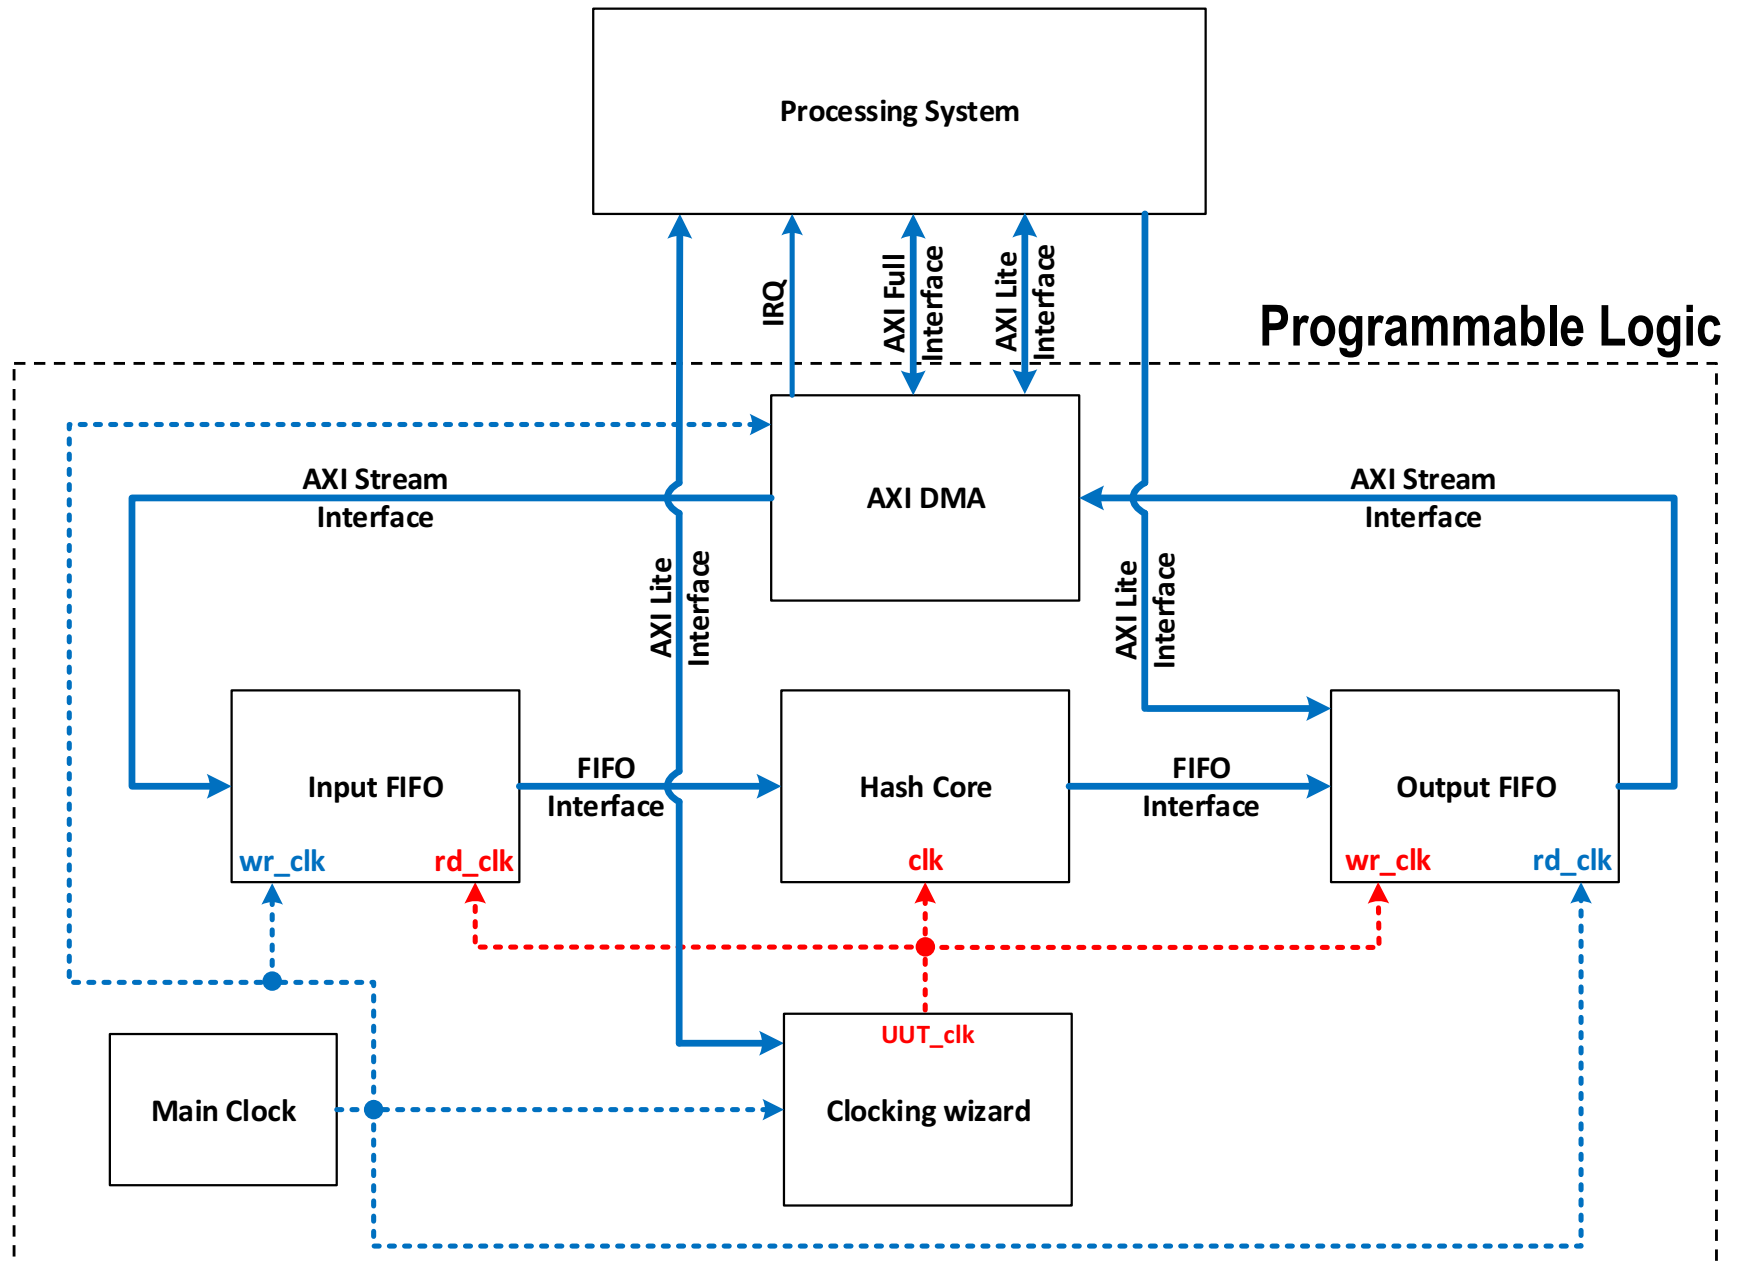 Processing System
IRQ
AXI Full
Interface
AXI Lite
Interface
Programmable Logic
AXI Stream
Interface
AXI DMA
AXI Stream
Interface
AXI Lite
Interface
AXI Lite
Interface
Input FIFO
wr_clk
rd_clk
FIFO
Interface
Hash Core
clk
FIFO
Interface
Output FIFO
wr_clk
rd_clk
UUT_clk
Main Clock
Clocking wizard